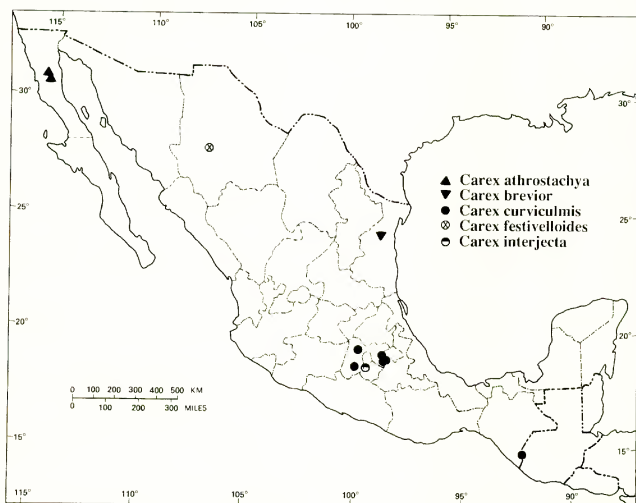 115° 110° 105° 100° 95° 90°
30° 30°
▲ Carex athrostachya
▼ Carex brevior
● Carex curviculmis
⊗ Carex festivelloides
◓ Carex interjecta
25° 25°
20° 20°
0 100 200 300 400 500 KM
0 100 200 300 MILES
15° 15°
115° 110° 105° 100° 95° 90°